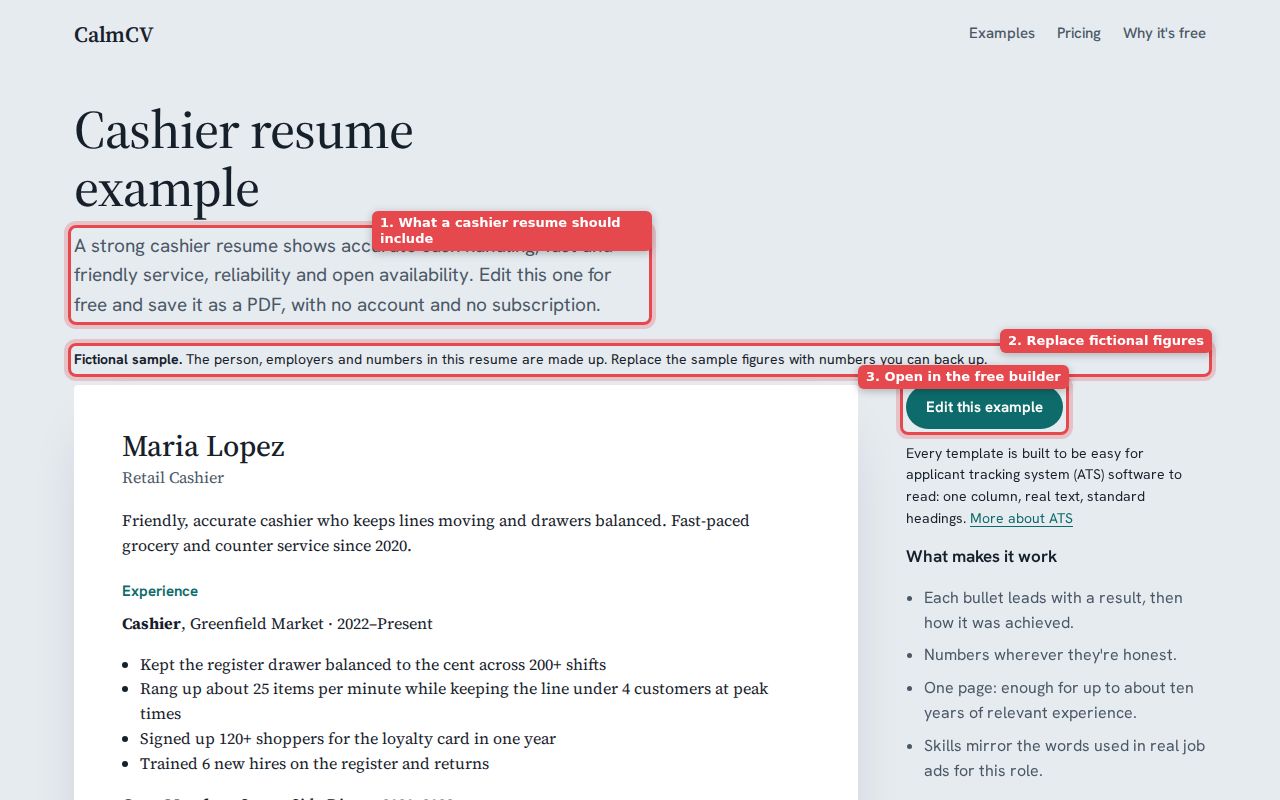 CalmCV
Examples
Pricing
Why it's free
Cashier resume
example
1. What a cashier resume should
include
A strong cashier resume shows
friendly service, reliability and open availability. Edit this one for
free and save it as a PDF, with no account and no subscription.
2. Replace fictional figures
Fictional sample. The person, employers and numbers in this resume are made up. Replace the sample figures with numbers you can back up.
3. Open in the free builder
Edit this example
Maria Lopez
Retail Cashier
Friendly, accurate cashier who keeps lines moving and drawers balanced. Fast-paced
grocery and counter service since 2020.
Experience
Cashier, Greenfield Market · 2022–Present
• Kept the register drawer balanced to the cent across 200+ shifts
• Rang up about 25 items per minute while keeping the line under 4 customers at peak
times
• Signed up 120+ shoppers for the loyalty card in one year
• Trained 6 new hires on the register and returns
Every template is built to be easy for
applicant tracking system (ATS) software to
read: one column, real text, standard
headings. More about ATS
What makes it work
• Each bullet leads with a result, then
how it was achieved.
• Numbers wherever they're honest.
• One page: enough for up to about ten
years of relevant experience.
• Skills mirror the words used in real job
ads for this role.